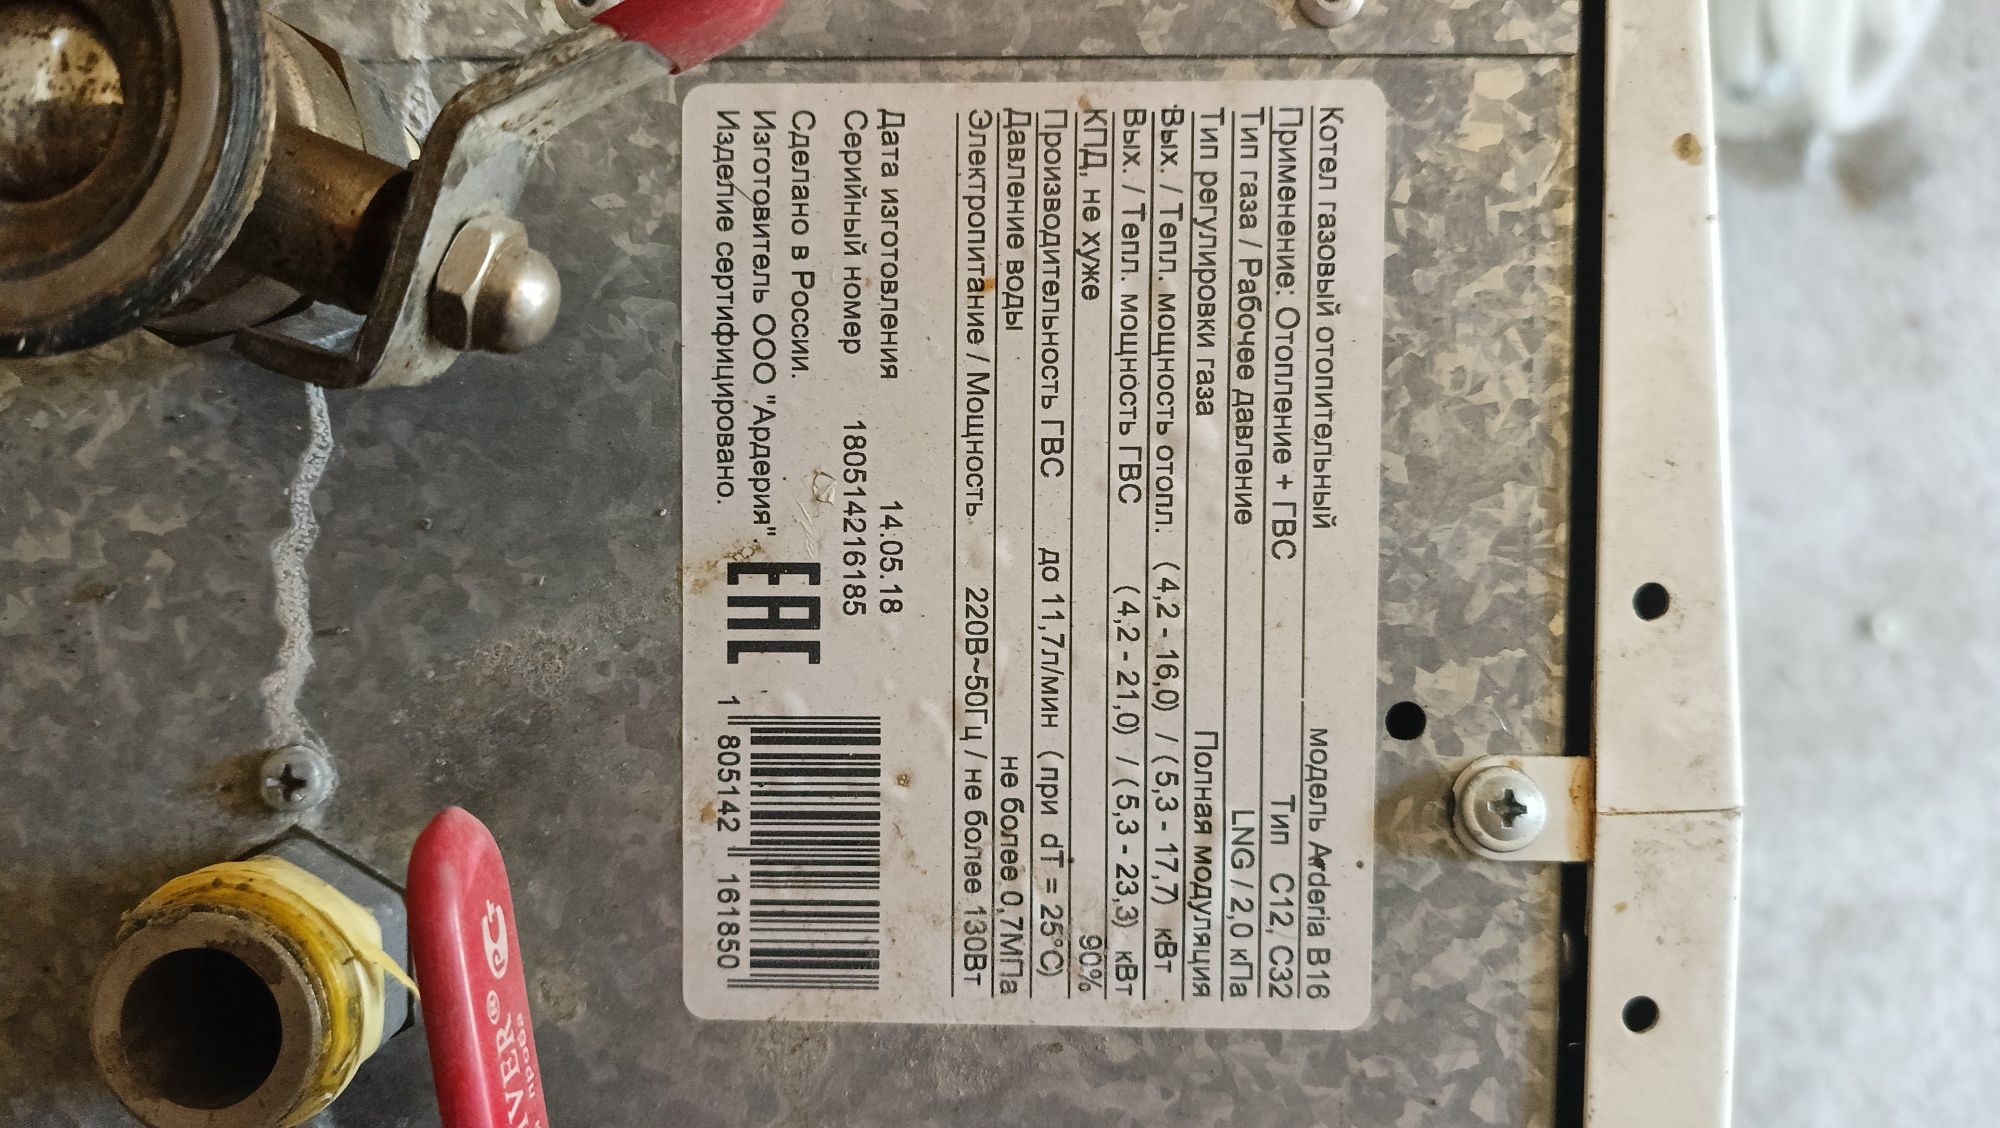 Котел газовый отопительный модель Arderia B16
Применение: Отопление + ГВС Тип С12, С32
Тип газа / Рабочее давление LNG / 2,0 кПа
Тип регулировки газа Полная модуляция
Вых. / Тепл. мощность отопл. ( 4,2 - 16,0) / ( 5,3 - 17,7) кВт
Вых. / Тепл. мощность ГВС ( 4,2 - 21,0) / ( 5,3 - 23,3) кВт
КПД, не хуже 90%
Производительность ГВС до 11,7л/мин ( при dT = 25°C)
Давление воды не более 0,7МПа
Электропитание / Мощность 220В~50Гц / не более 130Вт
Дата изготовления 14.05.18
Серийный номер 180514216185
Сделано в России.
Изготовитель ООО "Ардерия".
Изделие сертифицировано.
EAC
1 805142 161850